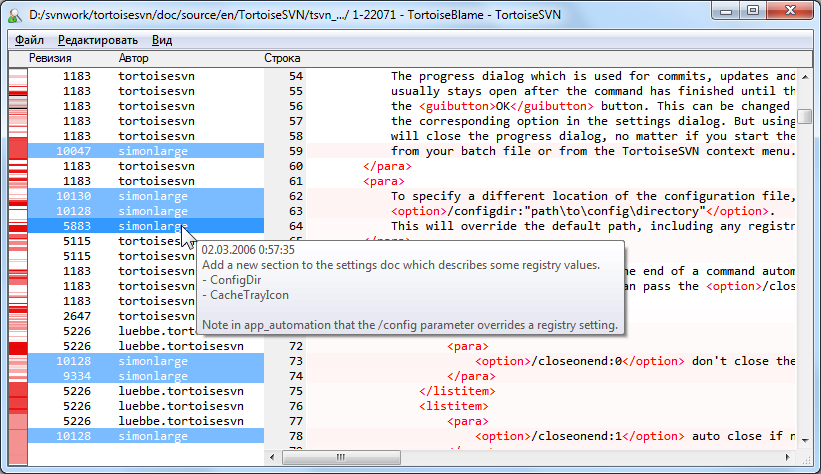 D:/svnwork/tortoisesvn/doc/source/en/TortoiseSVN/tsvn_.../ 1-22071 - TortoiseBlame - TortoiseSVN
Файл Редактировать Вид
Ревизия Автор Строка
1183 tortoisesvn 54 The progress dialog which is used for commits, updates and
1183 tortoisesvn 55 usually stays open after the command has finished until th
1183 tortoisesvn 56 the <guibutton>OK</guibutton> button. This can be changed
1183 tortoisesvn 57 the corresponding option in the settings dialog. But using
1183 tortoisesvn 58 will close the progress dialog, no matter if you start the
10047 simonlarge 59 from your batch file or from the TortoiseSVN context menu.
1183 tortoisesvn 60 </para>
1183 tortoisesvn 61 <para>
10130 simonlarge 62 To specify a different location of the configuration file,
10128 simonlarge 63 <option>/configdir:"path\to\config\directory"</option>.
5883 simonlarge 64 This will override the default path, including any registr
5115 tortoises
5115 tortoises
1183 tortoises the end of a command autom
1183 tortoises an pass the <option>/clos
1183 tortoises
2647 tortoises
5226 luebbe.to
02.03.2006 0:57:35
Add a new section to the settings doc which describes some registry values.
- ConfigDir
- CacheTrayIcon
Note in app_automation that the /config parameter overrides a registry setting.
5226 luebbe.tortoisesvn 72 <para>
10128 simonlarge 73 <option>/closeonend:0</option> don't close the
9334 simonlarge 74 </para>
5226 luebbe.tortoisesvn 75 </listitem>
5226 luebbe.tortoisesvn 76 <listitem>
5226 luebbe.tortoisesvn 77 <para>
10128 simonlarge 78 <option>/closeonend:1</option> auto close if n